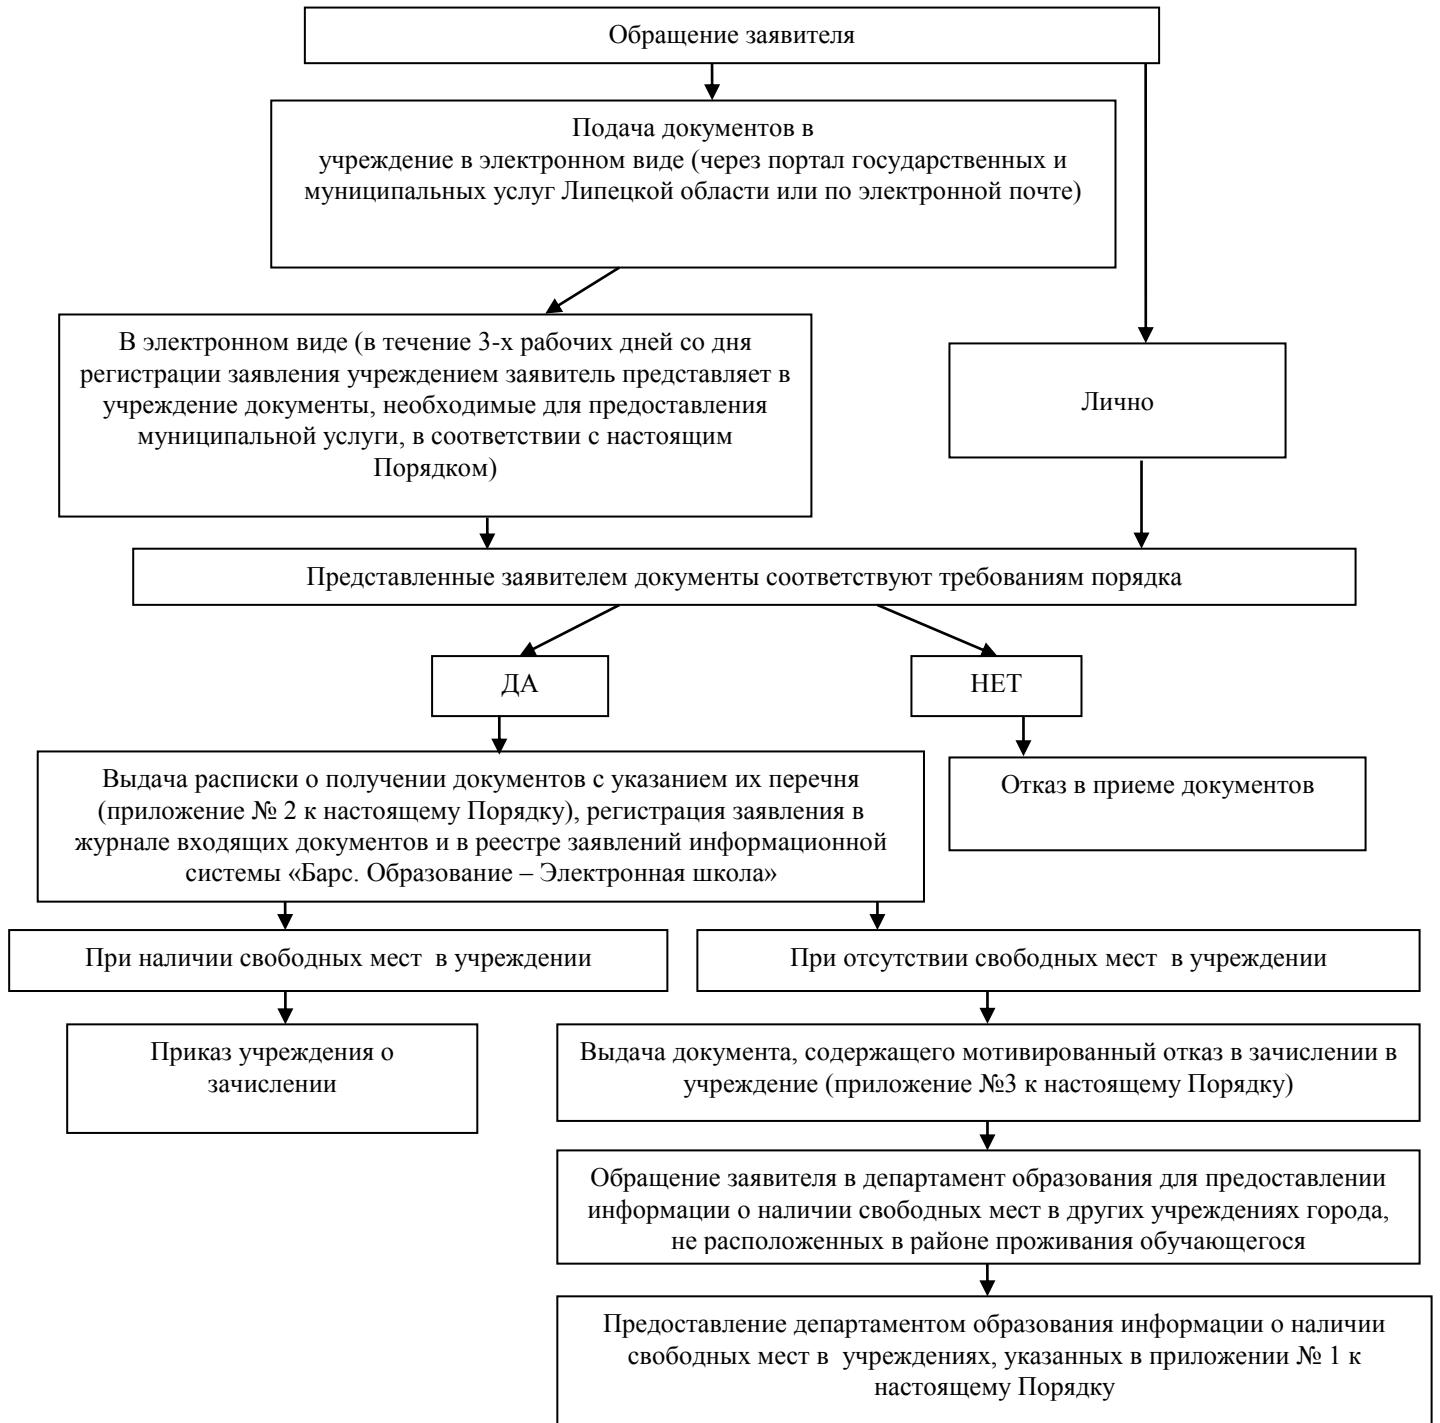 Обращение заявителя
Подача документов в
учреждение в электронном виде (через портал государственных и
муниципальных услуг Липецкой области или по электронной почте)
В электронном виде (в течение 3-х рабочих дней со дня
регистрации заявления учреждением заявитель представляет в
учреждение документы, необходимые для предоставления
муниципальной услуги, в соответствии с настоящим
Порядком)
Лично
Представленные заявителем документы соответствуют требованиям порядка
ДА
НЕТ
Выдача расписки о получении документов с указанием их перечня
(приложение № 2 к настоящему Порядку), регистрация заявления в
журнале входящих документов и в реестре заявлений информационной
системы «Барс. Образование – Электронная школа»
Отказ в приеме документов
При наличии свободных мест в учреждении
При отсутствии свободных мест в учреждении
Приказ учреждения о
зачислении
Выдача документа, содержащего мотивированный отказ в зачислении в
учреждение (приложение №3 к настоящему Порядку)
Обращение заявителя в департамент образования для предоставлении
информации о наличии свободных мест в других учреждениях города,
не расположенных в районе проживания обучающегося
Предоставление департаментом образования информации о наличии
свободных мест в учреждениях, указанных в приложении № 1 к
настоящему Порядку